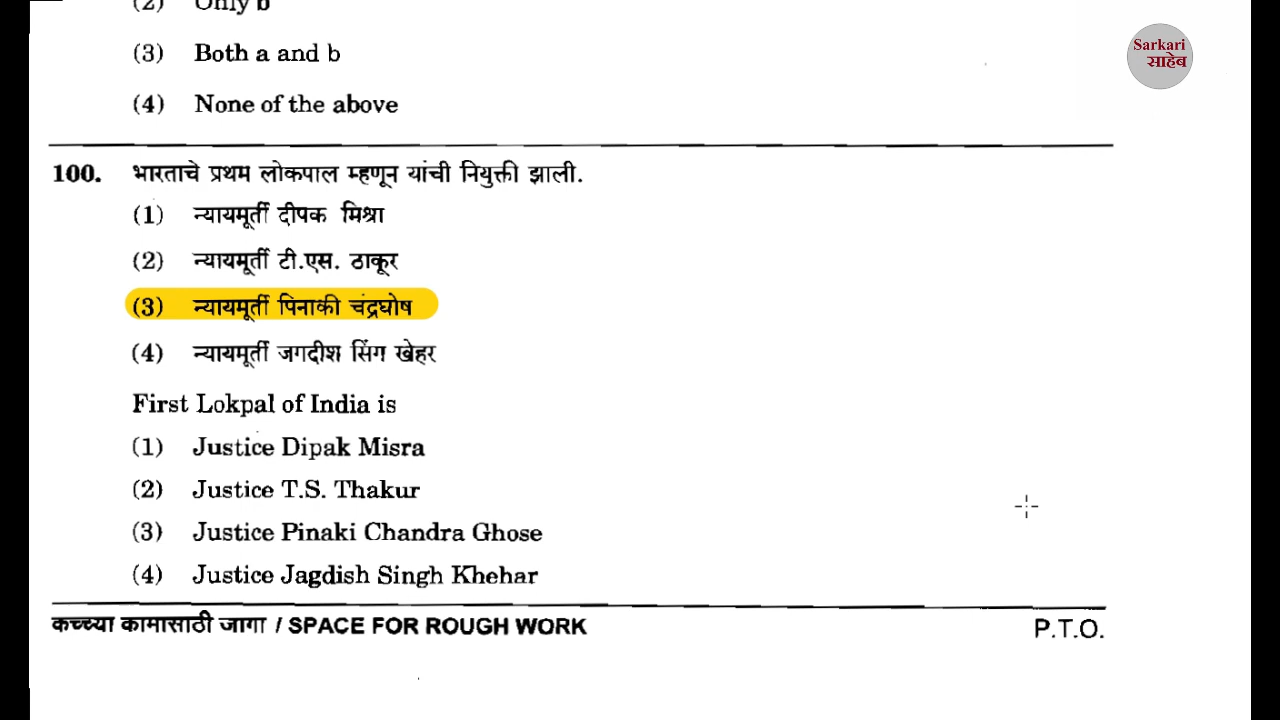 (2) Only b
Sarkari
साहेब
(3) Both a and b
(4) None of the above
100. भारताचे प्रथम लोकपाल म्हणून यांची नियुक्ती झाली.
(1) न्यायमूर्ती दीपक मिश्रा
(2) न्यायमूर्ती टी.एस. ठाकूर
(3) न्यायमूर्ती पिनाकी चंद्रघोष
(4) न्यायमूर्ती जगदीश सिंग खेहर
First Lokpal of India is
(1) Justice Dipak Misra
(2) Justice T.S. Thakur
(3) Justice Pinaki Chandra Ghose
(4) Justice Jagdish Singh Khehar
कच्च्या कामासाठी जागा / SPACE FOR ROUGH WORK
P.T.O.